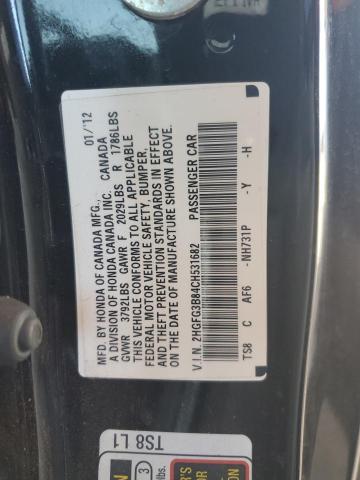 MFD. BY HONDA OF CANADA MFG., 01/'12
A DIVISION OF HONDA CANADA INC. CANADA
GVWR 3792LBS GAWR F 2029LBS R 1786LBS
THIS VEHICLE CONFORMS TO ALL APPLICABLE
FEDERAL MOTOR VEHICLE SAFETY, BUMPER,
AND THEFT PREVENTION STANDARDS IN EFFECT
ON THE DATE OF MANUFACTURE SHOWN ABOVE.
V.I.N. 2HGFG3B84CH531682 PASSENGER CAR
TS8 C AF6 -NH731P -Y -H
TS8 L1
3
lbs.